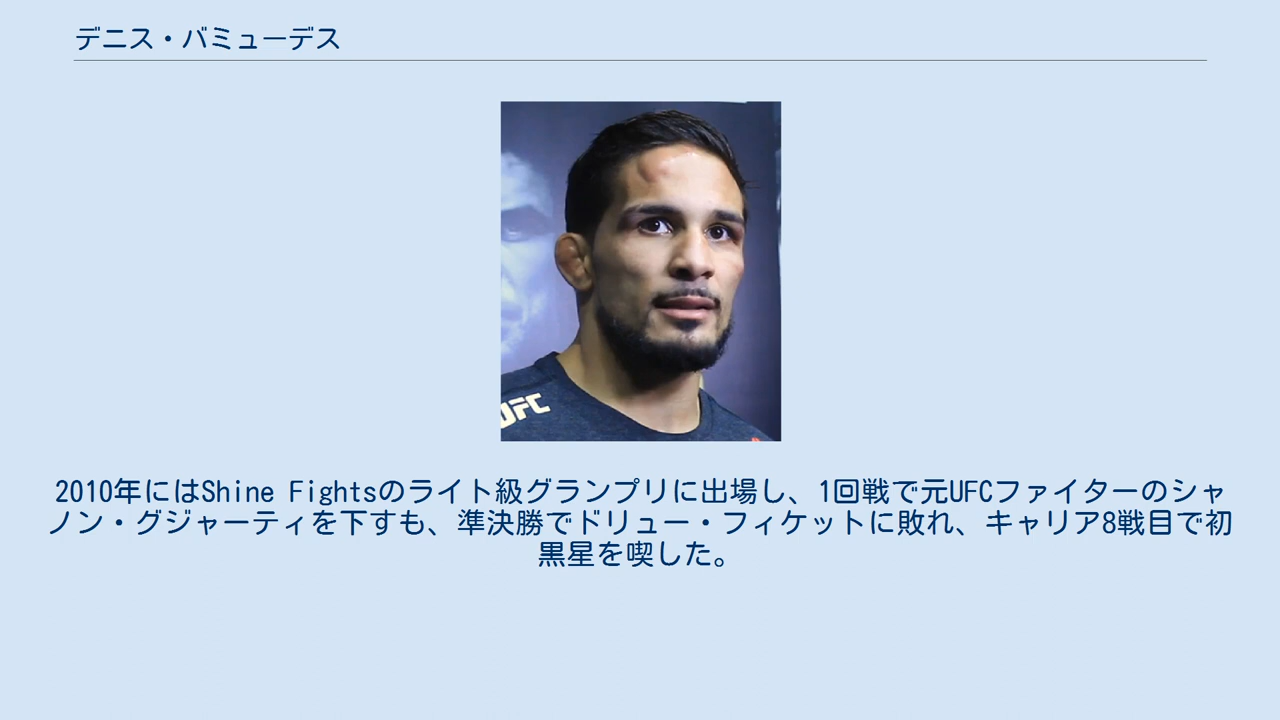 デニス・バミューデス
UFC
2010年にはShine Fightsのライト級グランプリに出場し、1回戦で元UFCファイターのシャ
ノン・グジャーティを下すも、準決勝でドリュー・フィケットに敗れ、キャリア8戦目で初
黒星を喫した。